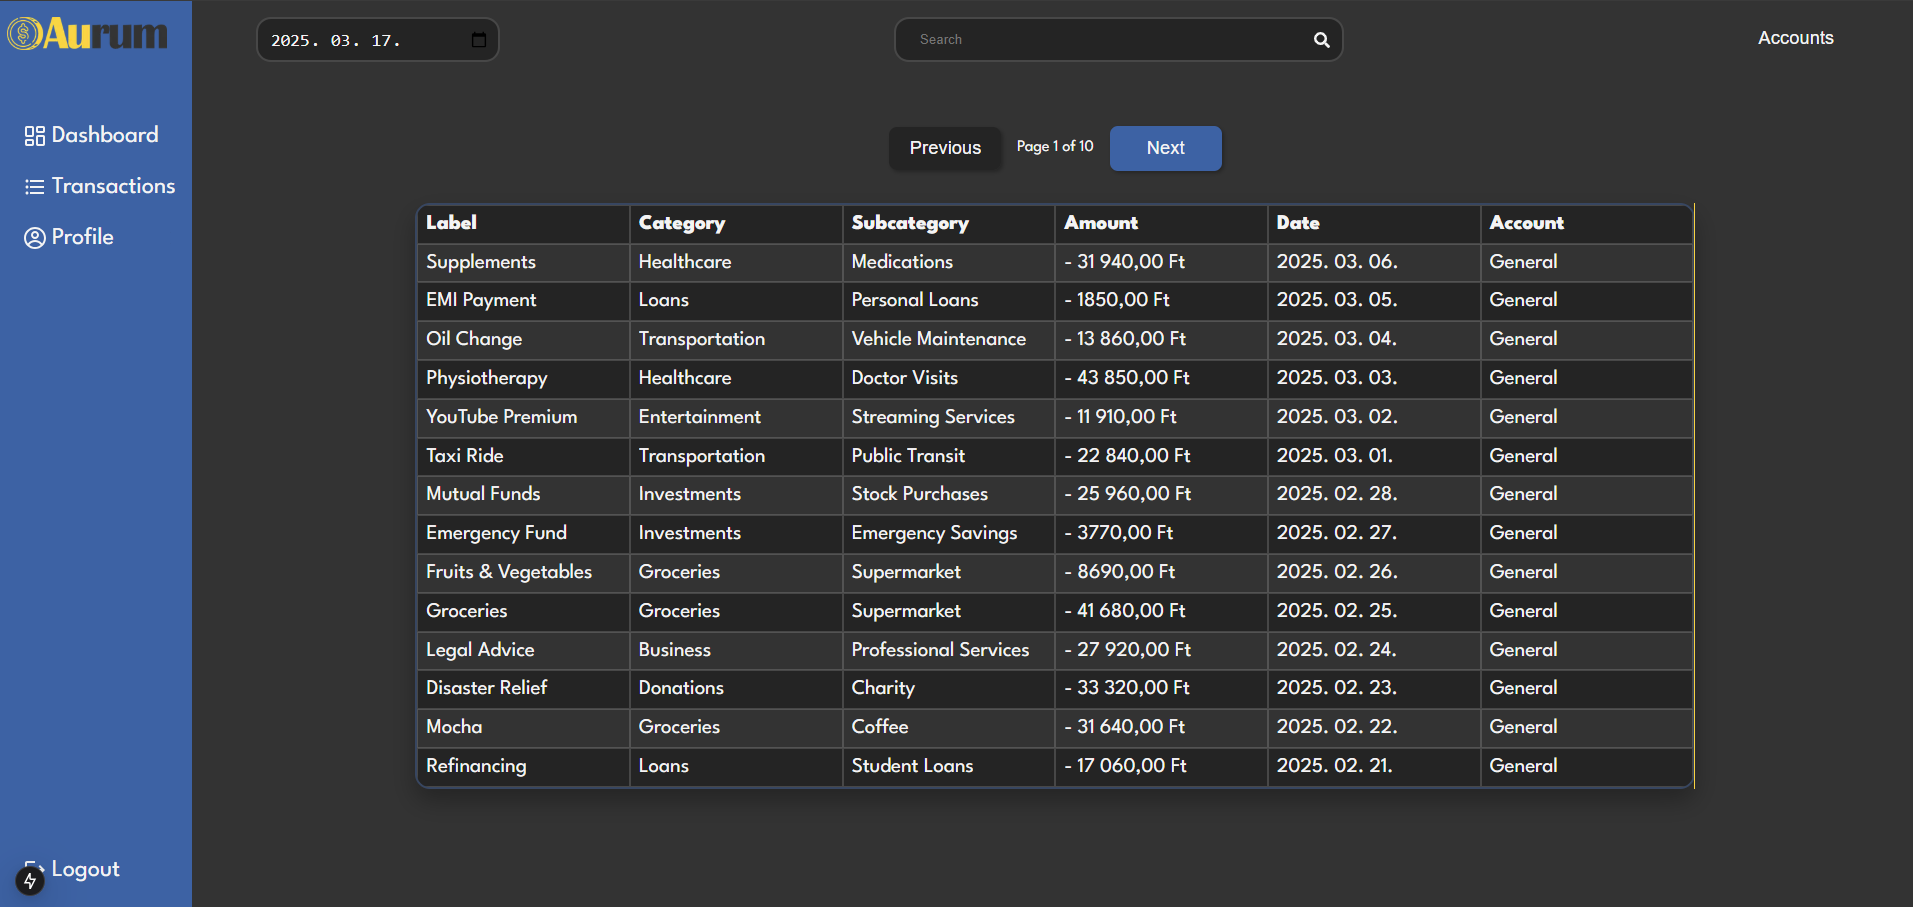 Aurum
2025. 03. 17.
Search
Accounts
Dashboard
Transactions
Profile
Logout
Previous Page 1 of 10 Next
Label Category Subcategory Amount Date Account
Supplements Healthcare Medications - 31 940,00 Ft 2025. 03. 06. General
EMI Payment Loans Personal Loans - 1850,00 Ft 2025. 03. 05. General
Oil Change Transportation Vehicle Maintenance - 13 860,00 Ft 2025. 03. 04. General
Physiotherapy Healthcare Doctor Visits - 43 850,00 Ft 2025. 03. 03. General
YouTube Premium Entertainment Streaming Services - 11 910,00 Ft 2025. 03. 02. General
Taxi Ride Transportation Public Transit - 22 840,00 Ft 2025. 03. 01. General
Mutual Funds Investments Stock Purchases - 25 960,00 Ft 2025. 02. 28. General
Emergency Fund Investments Emergency Savings - 3770,00 Ft 2025. 02. 27. General
Fruits & Vegetables Groceries Supermarket - 8690,00 Ft 2025. 02. 26. General
Groceries Groceries Supermarket - 41 680,00 Ft 2025. 02. 25. General
Legal Advice Business Professional Services - 27 920,00 Ft 2025. 02. 24. General
Disaster Relief Donations Charity - 33 320,00 Ft 2025. 02. 23. General
Mocha Groceries Coffee - 31 640,00 Ft 2025. 02. 22. General
Refinancing Loans Student Loans - 17 060,00 Ft 2025. 02. 21. General